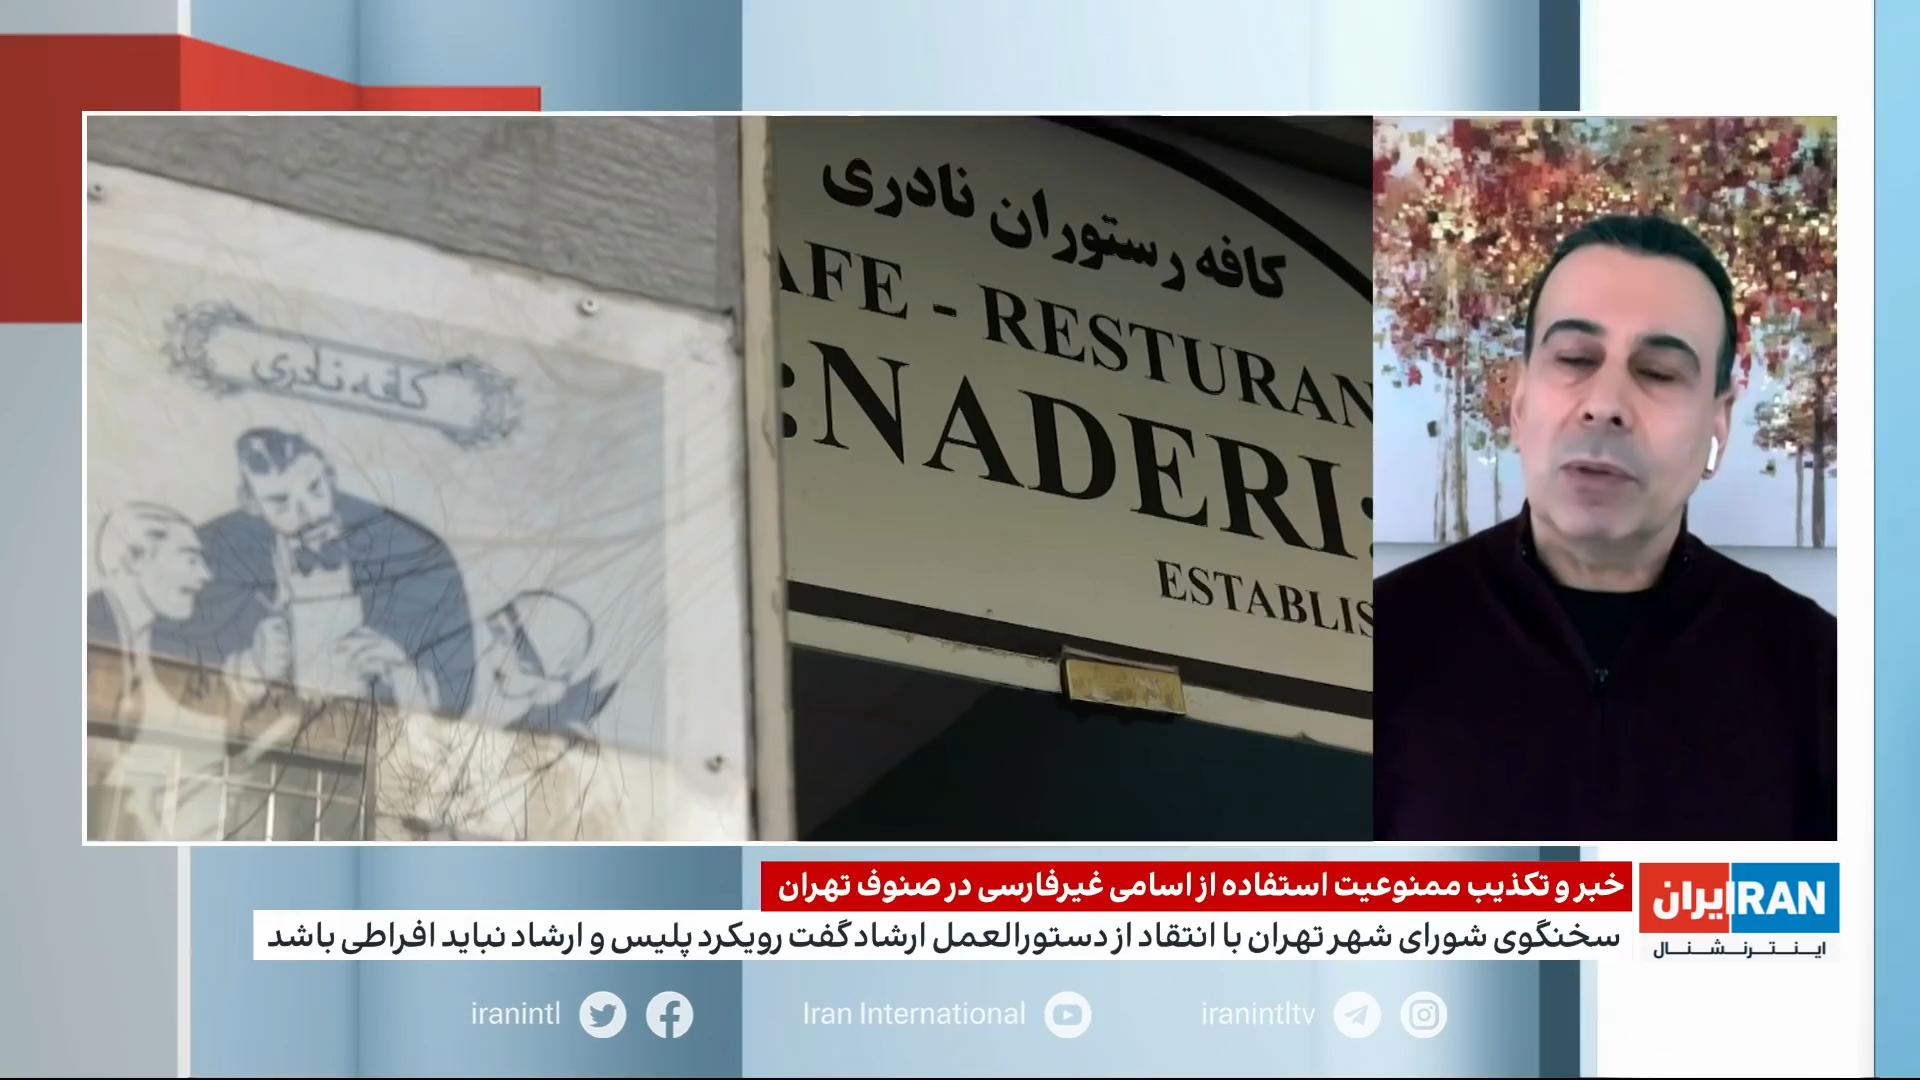 کافه نادری
کافه رستوران نادری
AFE - RESTURAN
:NADERI:
ESTABLIS
خبر و تکذیب ممنوعیت استفاده از اسامی غیرفارسی در صنوف تهران
سخنگوی شورای شهر تهران با انتقاد از دستورالعمل ارشاد گفت رویکرد پلیس و ارشاد نباید افراطی باشد
ایران IRAN
اینترنشنال
iranintl
Iran International
iranintltv